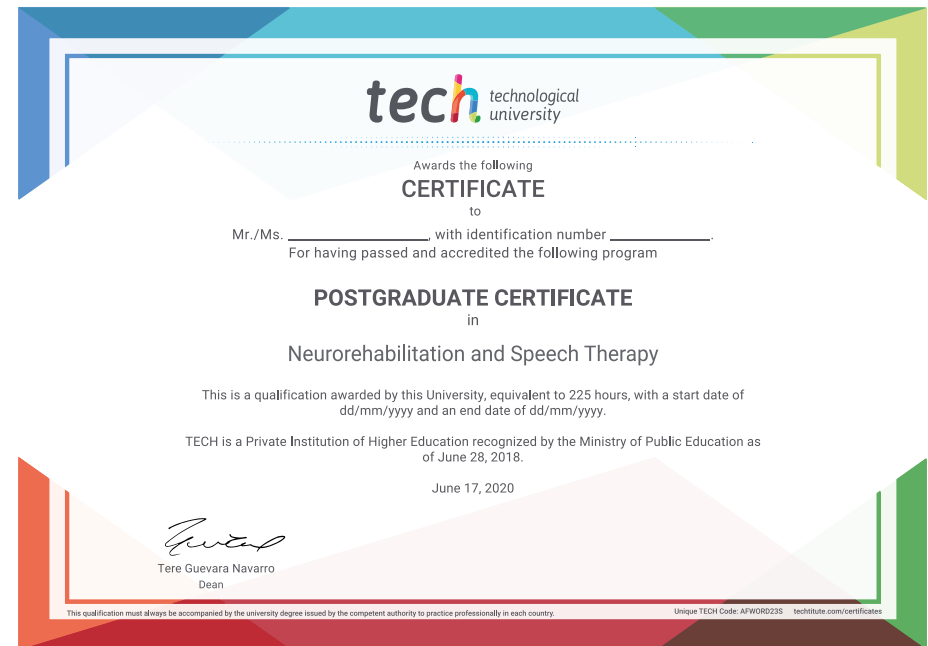 tech technological
university
Awards the following
CERTIFICATE
to
Mr./Ms. ____________, with identification number ____________.
For having passed and accredited the following program
POSTGRADUATE CERTIFICATE
in
Neurorehabilitation and Speech Therapy
This is a qualification awarded by this University, equivalent to 225 hours, with a start date of
dd/mm/yyyy and an end date of dd/mm/yyyy.
TECH is a Private Institution of Higher Education recognized by the Ministry of Public Education as
of June 28, 2018.
June 17, 2020
Tere Guevara Navarro
Dean
This qualification must always be accompanied by the university degree issued by the competent authority to practice professionally in each country.
Unique TECH Code: AFWORD23S techtitute.com/certificates